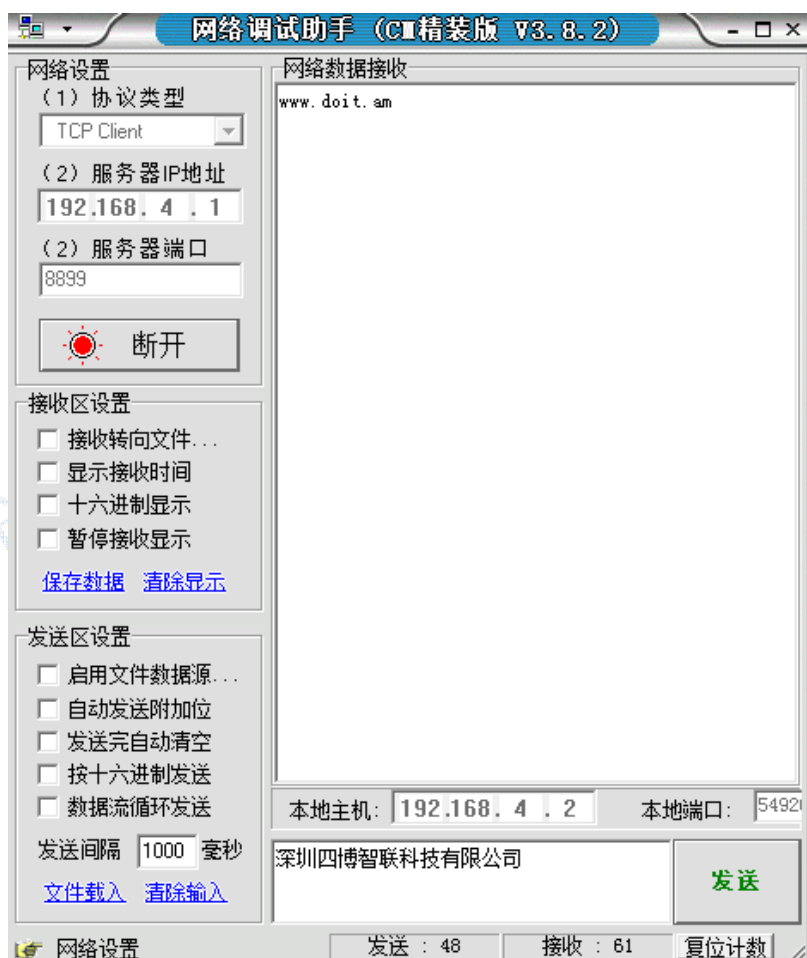 网络调试助手 (CⅢ精装版 V3.8.2)
网络设置
(1) 协议类型
TCP Client
(2) 服务器IP地址
192.168. 4 . 1
(2) 服务器端口
8899
断开
接收区设置
接收转向文件...
显示接收时间
十六进制显示
暂停接收显示
保存数据 清除显示
发送区设置
启用文件数据源...
自动发送附加位
发送完自动清空
按十六进制发送
数据流循环发送
发送间隔 1000 毫秒
文件载入 清除输入
网络数据接收
www.doit.am
本地主机: 192.168. 4 . 2 本地端口: 54920
深圳四博智联科技有限公司
发送
网络设置 发送 : 48 接收 : 61 复位计数